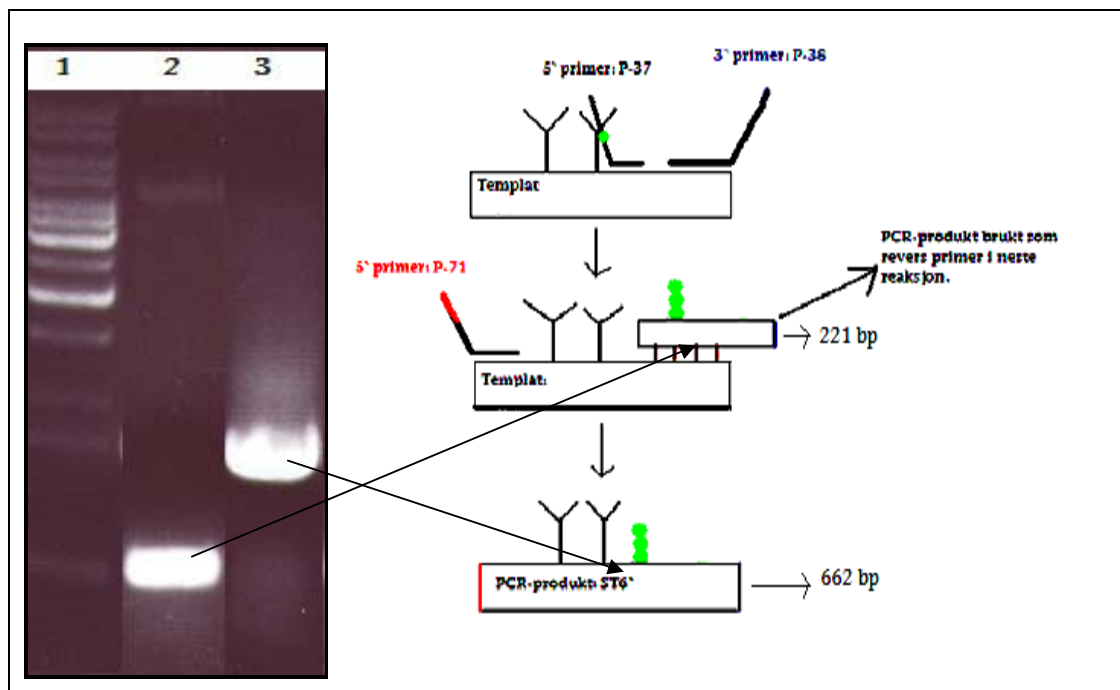 1 2 3
5` primer: P-37
3` primer: P-38
Templat
5` primer: P-71
PCR-produkt brukt som
revers primer i neste
reaksjon.
221 bp
Templat:
PCR-produkt: ST6`
662 bp